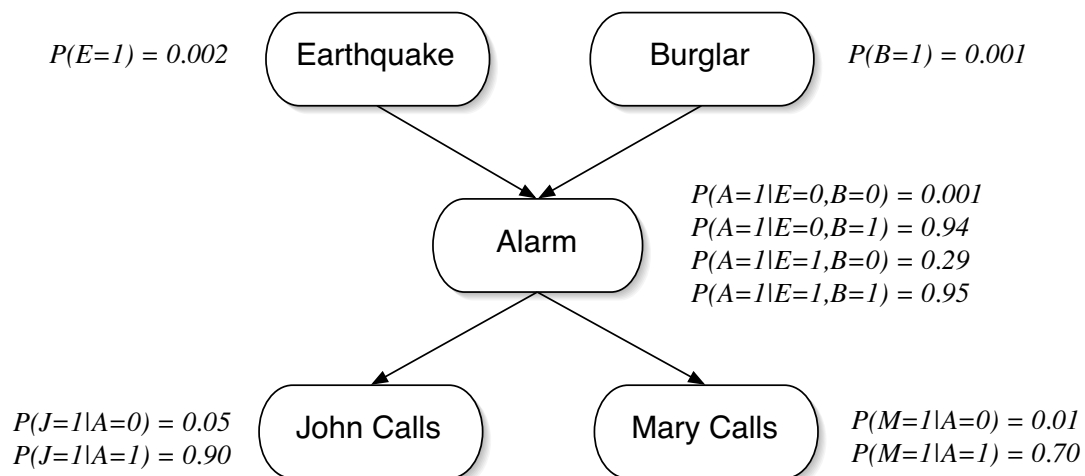 P(E=1) = 0.002
Earthquake
Burglar
P(B=1) = 0.001
Alarm
P(A=1|E=0,B=0) = 0.001
P(A=1|E=0,B=1) = 0.94
P(A=1|E=1,B=0) = 0.29
P(A=1|E=1,B=1) = 0.95
P(J=1|A=0) = 0.05
P(J=1|A=1) = 0.90
John Calls
Mary Calls
P(M=1|A=0) = 0.01
P(M=1|A=1) = 0.70